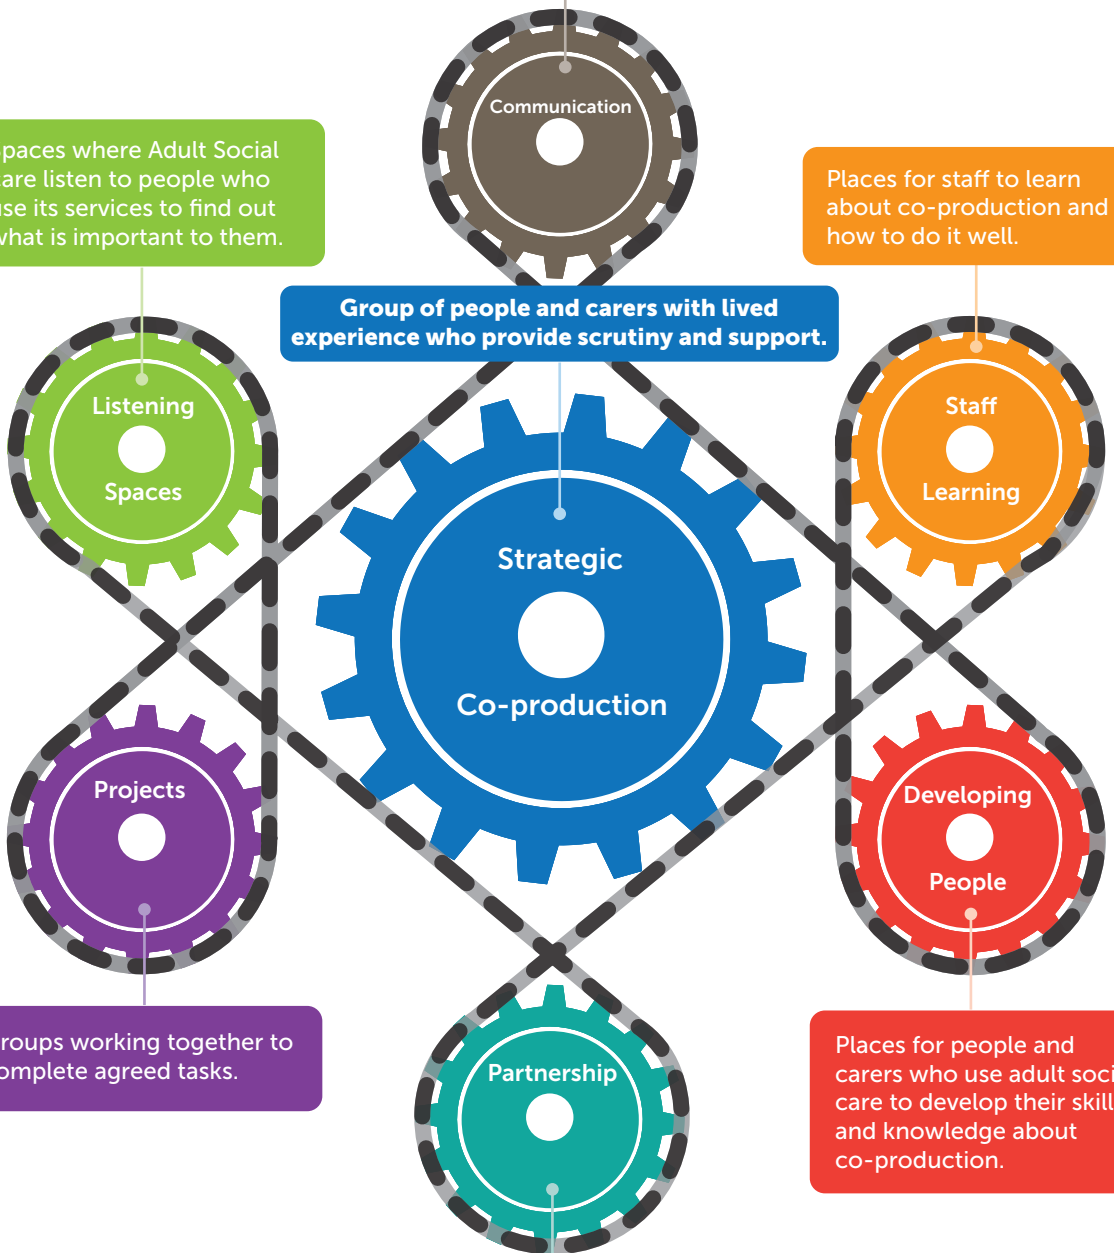 Communication
paces where Adult Social
are listen to people who
se its services to find out
hat is important to them.
Places for staff to learn
about co-production and
how to do it well.
Group of people and carers with lived
experience who provide scrutiny and support.
Listening
Spaces
Staff
Learning
Strategic
Co-production
Projects
Developing
People
roups working together to
omplete agreed tasks.
Partnership
Places for people and
carers who use adult soci
care to develop their skill
and knowledge about
co-production.